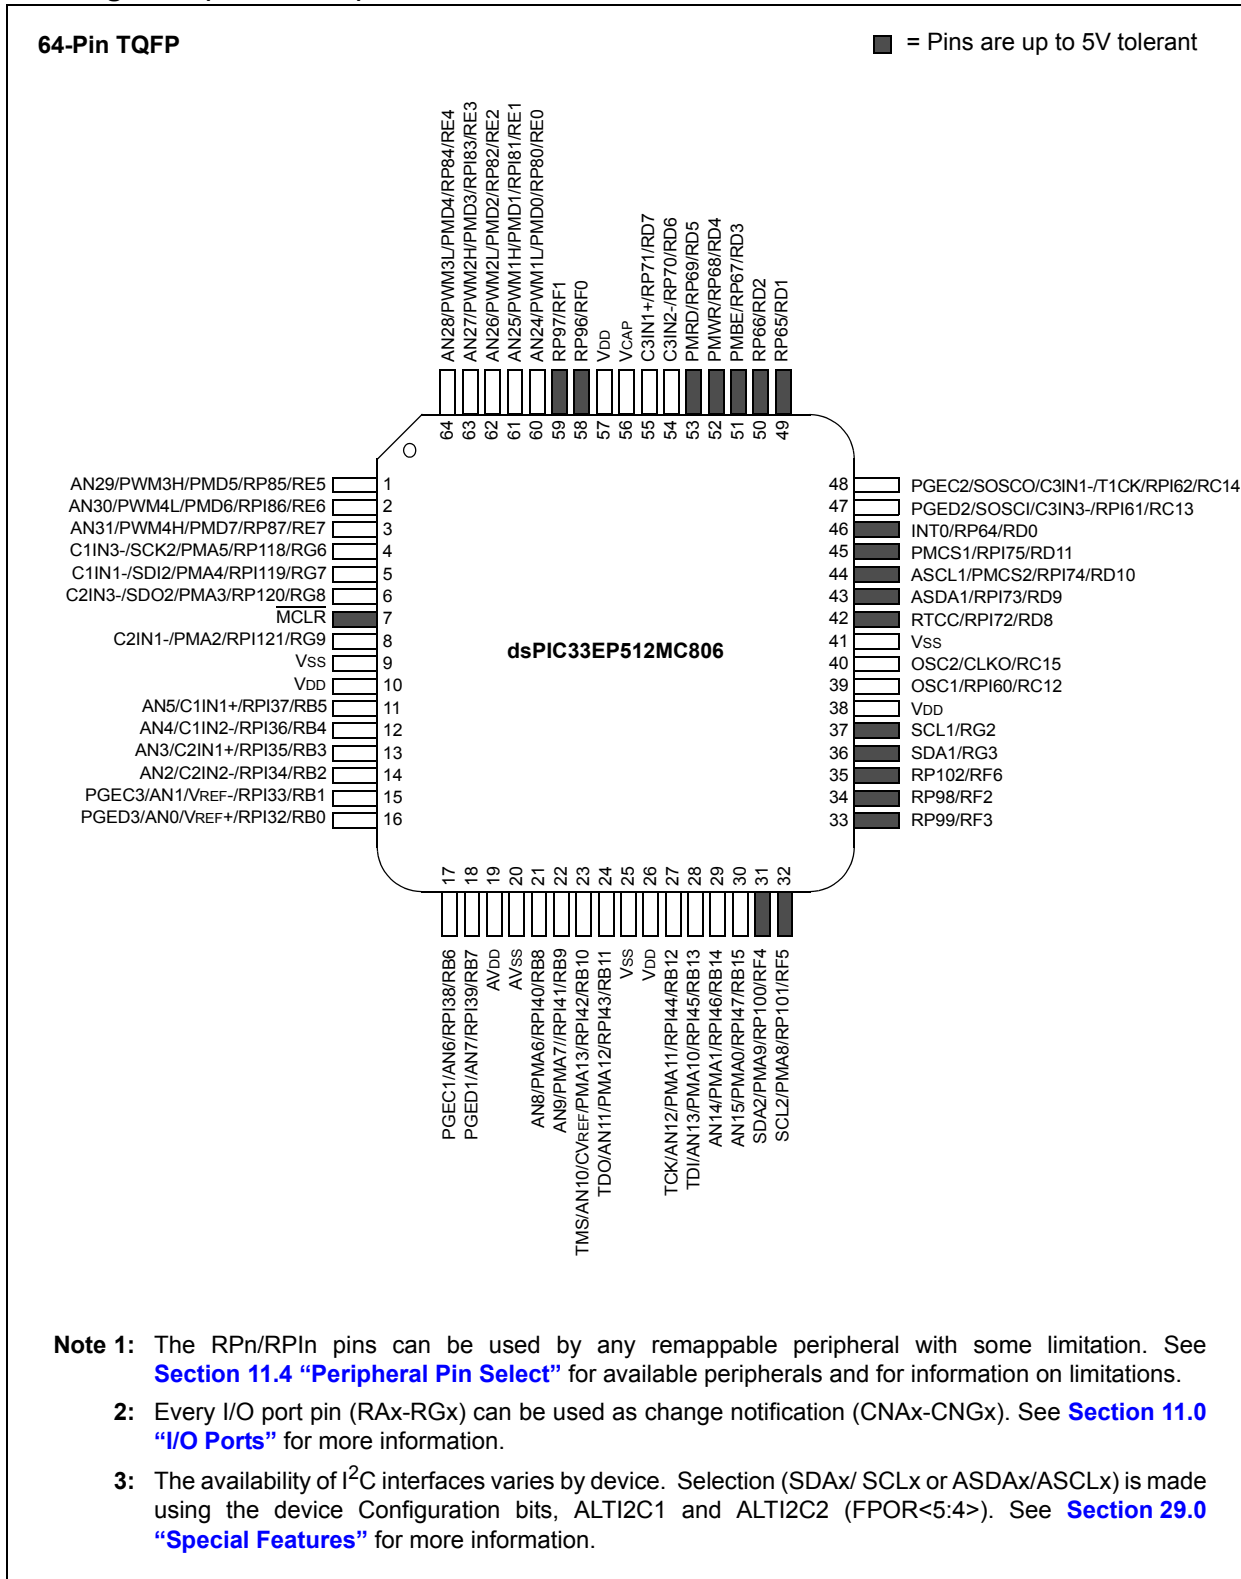 64-Pin TQFP
= Pins are up to 5V tolerant
AN28/PWM3L/PMD4/RP84/RE4
AN27/PWM2H/PMD3/RPI83/RE3
AN26/PWM2L/PMD2/RP82/RE2
AN25/PWM1H/PMD1/RPI81/RE1
AN24/PWM1L/PMD0/RP80/RE0
RP97/RF1
RP96/RF0
VDD
VCAP
C3IN1+/RP71/RD7
C3IN2-/RP70/RD6
PMRD/RP69/RD5
PMWR/RP68/RD4
PMBE/RP67/RD3
RP66/RD2
RP65/RD1
64 63 62 61 60 59 58 57 56 55 54 53 52 51 50 49
AN29/PWM3H/PMD5/RP85/RE5 1
AN30/PWM4L/PMD6/RPI86/RE6 2
AN31/PWM4H/PMD7/RP87/RE7 3
C1IN3-/SCK2/PMA5/RP118/RG6 4
C1IN1-/SDI2/PMA4/RPI119/RG7 5
C2IN3-/SDO2/PMA3/RP120/RG8 6
MCLR 7
C2IN1-/PMA2/RPI121/RG9 8
VSS 9
VDD 10
AN5/C1IN1+/RPI37/RB5 11
AN4/C1IN2-/RPI36/RB4 12
AN3/C2IN1+/RPI35/RB3 13
AN2/C2IN2-/RPI34/RB2 14
PGEC3/AN1/VREF-/RPI33/RB1 15
PGED3/AN0/VREF+/RPI32/RB0 16
dsPIC33EP512MC806
48 PGEC2/SOSCO/C3IN1-/T1CK/RPI62/RC14
47 PGED2/SOSCI/C3IN3-/RPI61/RC13
46 INT0/RP64/RD0
45 PMCS1/RPI75/RD11
44 ASCL1/PMCS2/RPI74/RD10
43 ASDA1/RPI73/RD9
42 RTCC/RPI72/RD8
41 VSS
40 OSC2/CLKO/RC15
39 OSC1/RPI60/RC12
38 VDD
37 SCL1/RG2
36 SDA1/RG3
35 RP102/RF6
34 RP98/RF2
33 RP99/RF3
17 18 19 20 21 22 23 24 25 26 27 28 29 30 31 32
PGEC1/AN6/RPI38/RB6
PGED1/AN7/RPI39/RB7
AVDD
AVSS
AN8/PMA6/RPI40/RB8
AN9/PMA7//RPI41/RB9
TMS/AN10/CVREF/PMA13/RPI42/RB10
TDO/AN11/PMA12/RPI43/RB11
VSS
VDD
TCK/AN12/PMA11/RPI44/RB12
TDI/AN13/PMA10/RPI45/RB13
AN14/PMA1/RPI46/RB14
AN15/PMA0/RPI47/RB15
SDA2/PMA9/RP100/RF4
SCL2/PMA8/RP101/RF5
Note 1: The RPn/RPIn pins can be used by any remappable peripheral with some limitation. See
Section 11.4 “Peripheral Pin Select” for available peripherals and for information on limitations.
2: Every I/O port pin (RAx-RGx) can be used as change notification (CNAx-CNGx). See Section 11.0
“I/O Ports” for more information.
3: The availability of I2C interfaces varies by device. Selection (SDAx/ SCLx or ASDAx/ASCLx) is made
using the device Configuration bits, ALTI2C1 and ALTI2C2 (FPOR<5:4>). See Section 29.0
“Special Features” for more information.